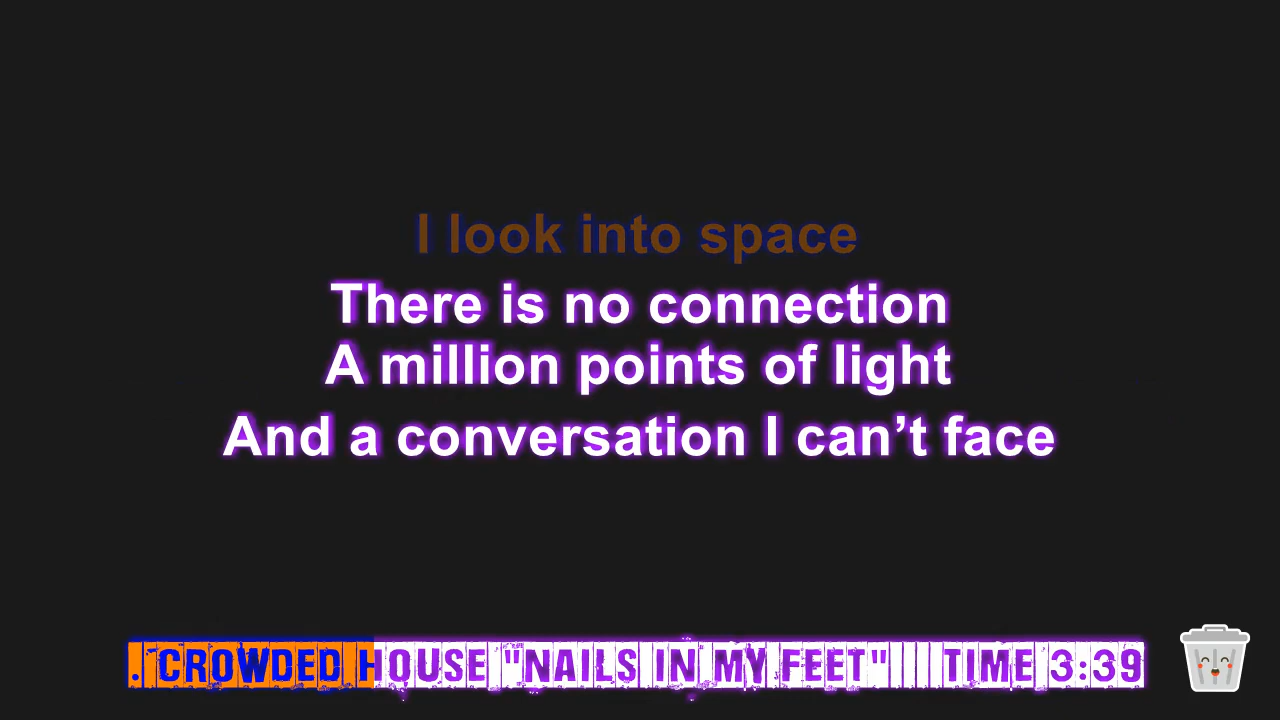 I look into space
There is no connection
A million points of light
And a conversation I can’t face
. CROWDED HOUSE "NAILS IN MY FEET" ||| TIME 3:39